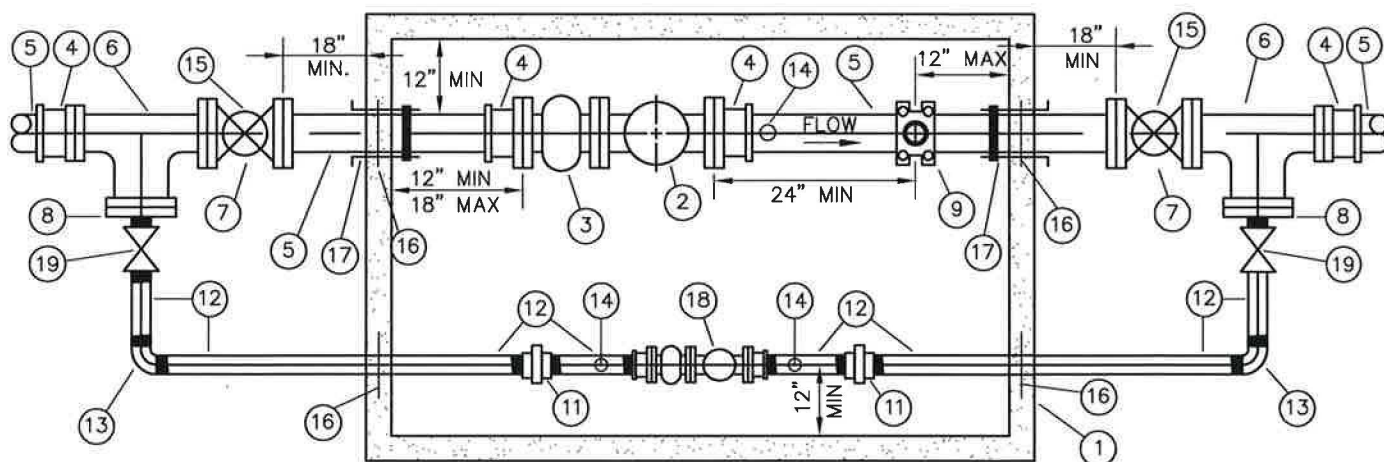 5 4 6 15 18" MIN. 12" MIN 4 4 14 5 12" MAX 18" MIN 15 6 4 5
FLOW
8 7 5 17 16 12" MIN 18" MAX 3 2 24" MIN 9 17 16 7 8
19 19
12 12 14 18 14 12 12
12 12
13 16 11 12" MIN 11 16 13
1